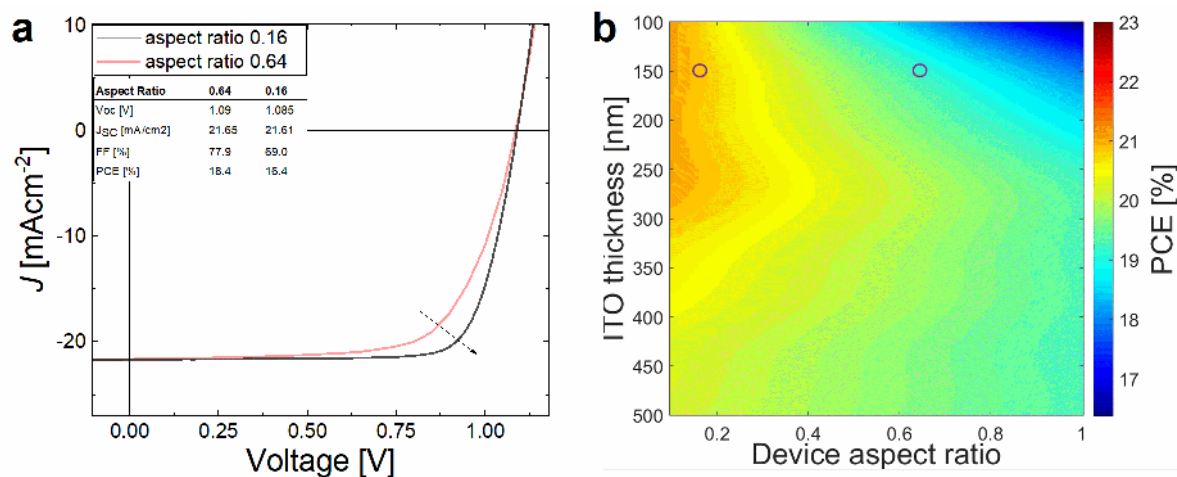 a
aspect ratio 0.16
aspect ratio 0.64
Aspect Ratio 0.64 0.16
Voc [V] 1.09 1.085
JSC [mA/cm2] 21.65 21.61
FF [%] 77.9 69.0
PCE [%] 18.4 16.4
10
0
-10
-20
J [mAcm-2]
0.00 0.25 0.50 0.75 1.00
Voltage [V]
b
100
150
200
250
300
350
400
450
500
ITO thickness [nm]
0.2 0.4 0.6 0.8 1
Device aspect ratio
23
22
21
20
19
18
17
PCE [%]